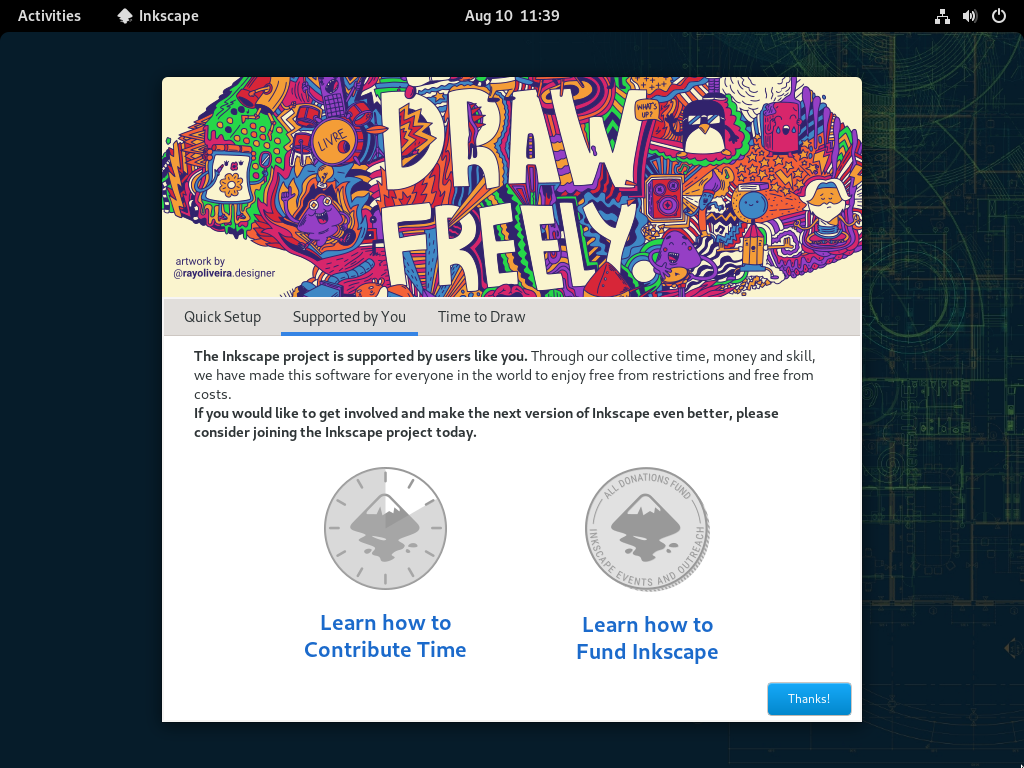 Activities
Inkscape
Aug 10 11:39
DRAW
FREELY
LIVRE
WHAT'S
UP?
artwork by
@rayoliveira.designer
Quick Setup
Supported by You
Time to Draw
The Inkscape project is supported by users like you. Through our collective time, money and skill,
we have made this software for everyone in the world to enjoy free from restrictions and free from
costs.
If you would like to get involved and make the next version of Inkscape even better, please
consider joining the Inkscape project today.
ALL DONATIONS FUND
INKSCAPE EVENTS AND OUTREACH
Learn how to
Contribute Time
Learn how to
Fund Inkscape
Thanks!